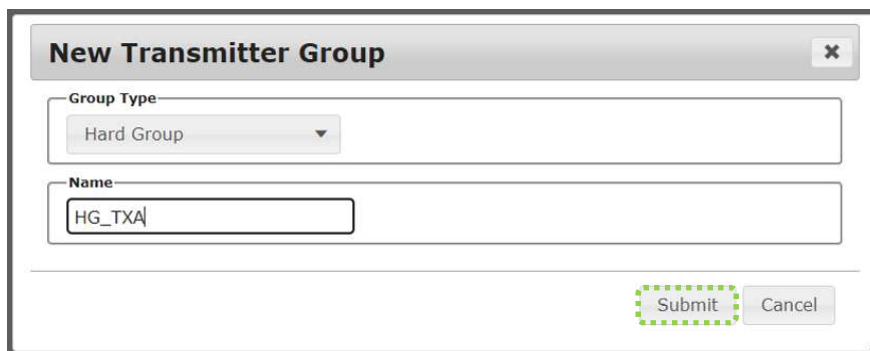 New Transmitter Group
Group Type
Hard Group
Name
HG_TXA
Submit Cancel